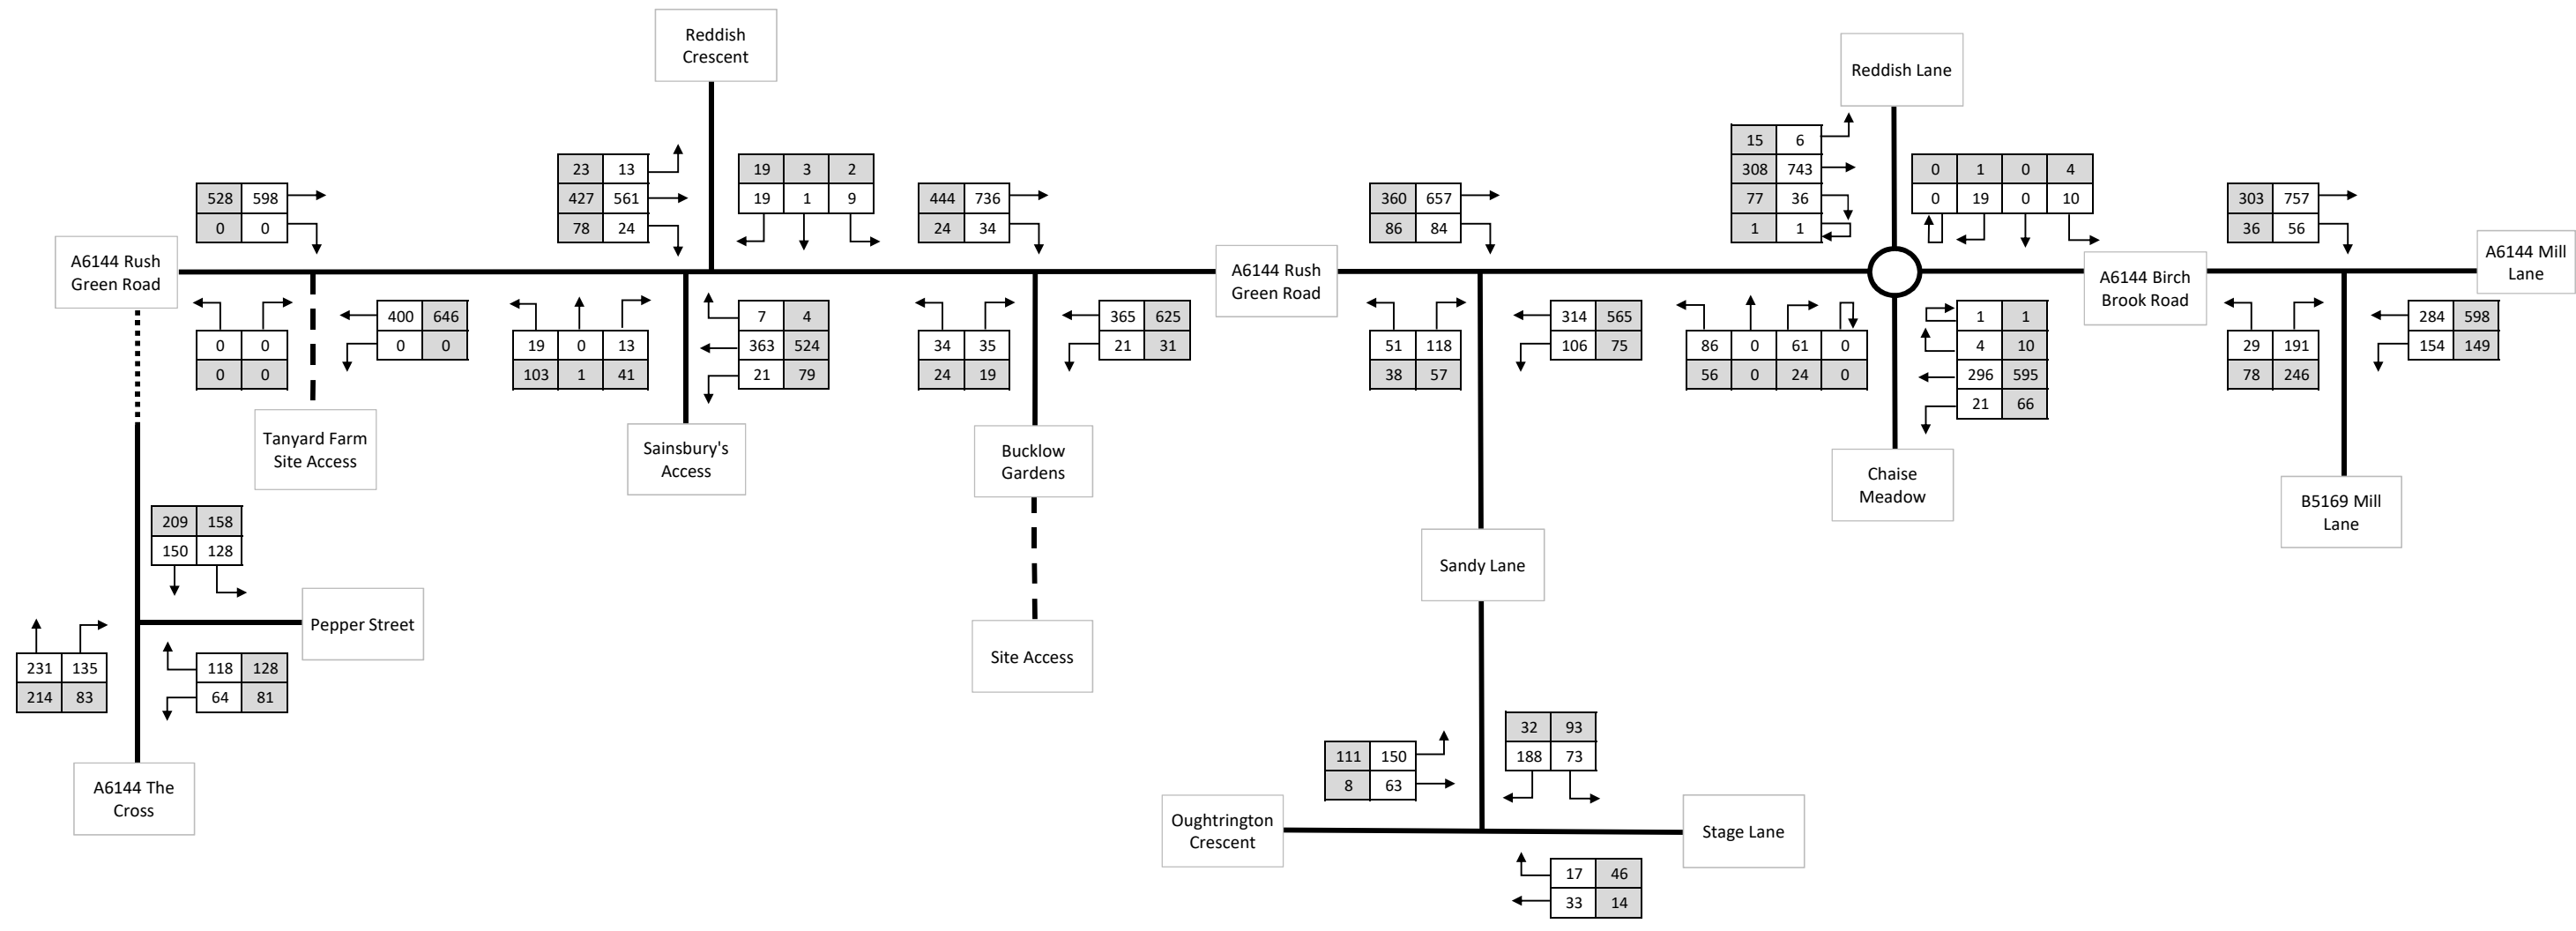 Reddish
Crescent
Reddish Lane
15 6
308 743
77 36
1 1
23 13
427 561
78 24
19 3 2
19 1 9
0 1 0 4
0 19 0 10
528 598
0 0
444 736
24 34
360 657
86 84
303 757
36 56
A6144 Rush
Green Road
A6144 Rush
Green Road
A6144 Birch
Brook Road
A6144 Mill
Lane
0 0
0 0
400 646
0 0
19 0 13
103 1 41
7 4
363 524
21 79
34 35
24 19
365 625
21 31
51 118
38 57
314 565
106 75
86 0 61 0
56 0 24 0
1 1
4 10
296 595
21 66
29 191
78 246
284 598
154 149
Tanyard Farm
Site Access
Sainsbury's
Access
Bucklow
Gardens
Chaise
Meadow
B5169 Mill
Lane
209 158
150 128
Pepper Street
Sandy Lane
231 135
214 83
118 128
64 81
Site Access
A6144 The
Cross
111 150
8 63
32 93
188 73
Oughtrington
Crescent
Stage Lane
17 46
33 14